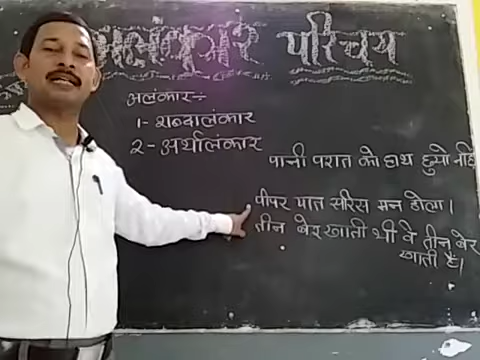 अलंकार परिचय
अलंकार :-
1- शब्दालंकार
2- अर्थालंकार
पानी परात को हाथ छुयो नहि
पीपर पात सरिस मन डोला।
तीन बेर खाती थी वे तीन बेर
खाती है।